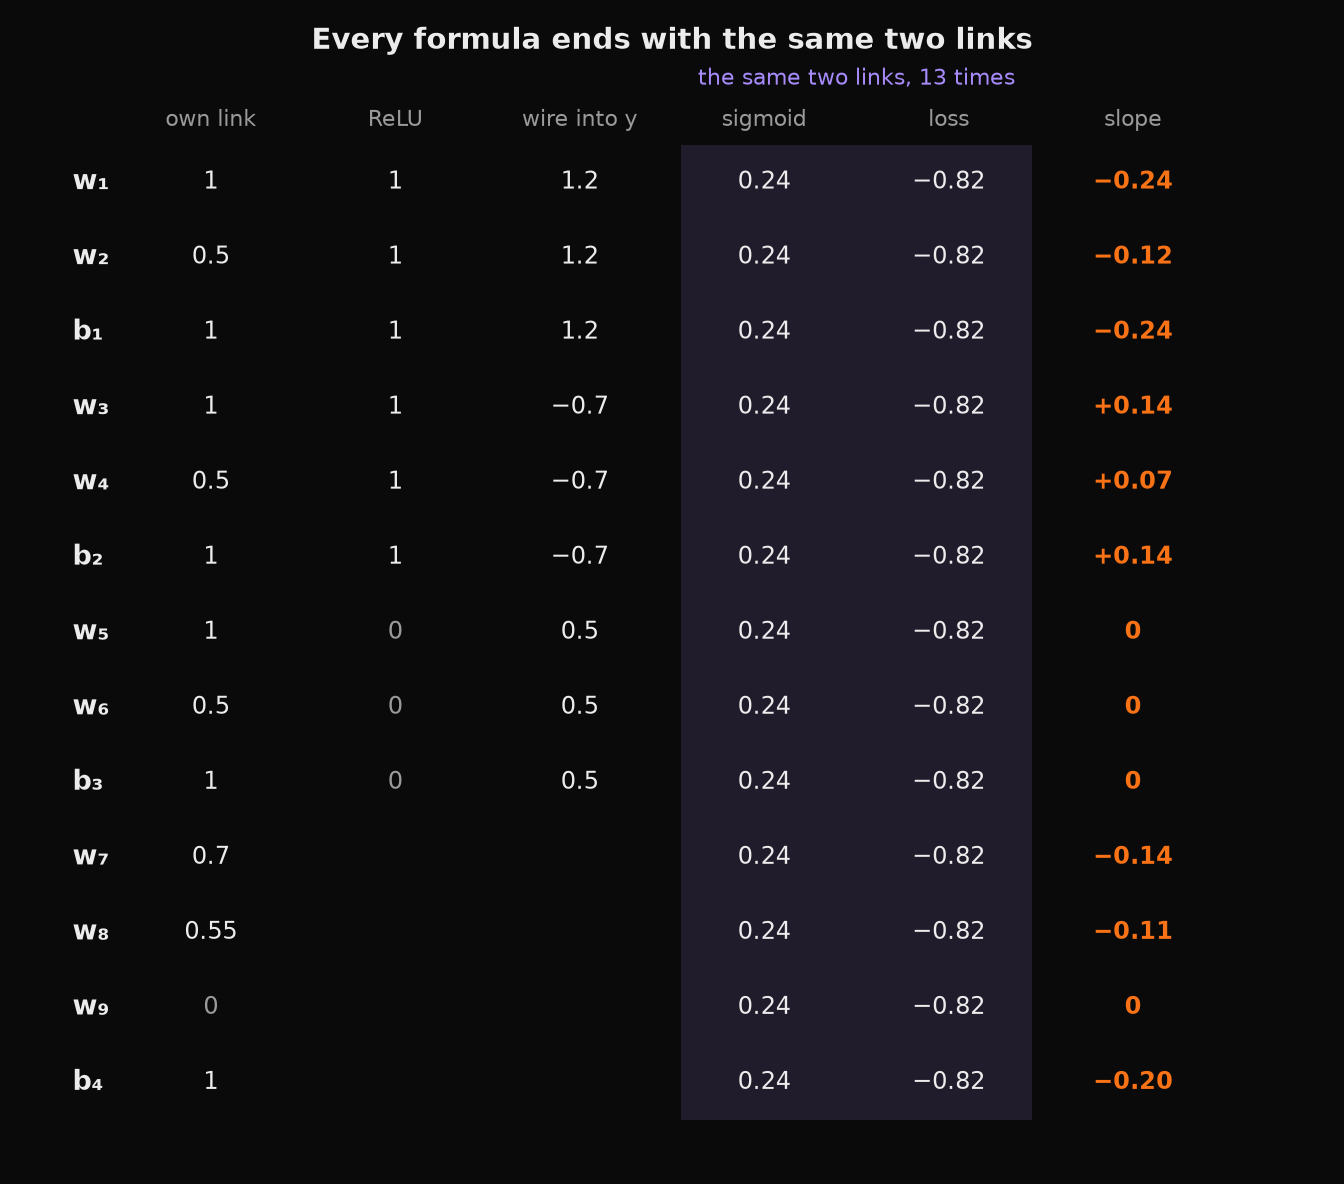 Every formula ends with the same two links
the same two links, 13 times
own link ReLU wire into y sigmoid loss slope
w₁ 1 1 1.2 0.24 −0.82 −0.24
w₂ 0.5 1 1.2 0.24 −0.82 −0.12
b₁ 1 1 1.2 0.24 −0.82 −0.24
w₃ 1 1 −0.7 0.24 −0.82 +0.14
w₄ 0.5 1 −0.7 0.24 −0.82 +0.07
b₂ 1 1 −0.7 0.24 −0.82 +0.14
w₅ 1 0 0.5 0.24 −0.82 0
w₆ 0.5 0 0.5 0.24 −0.82 0
b₃ 1 0 0.5 0.24 −0.82 0
w₇ 0.7 0.24 −0.82 −0.14
w₈ 0.55 0.24 −0.82 −0.11
w₉ 0 0.24 −0.82 0
b₄ 1 0.24 −0.82 −0.20